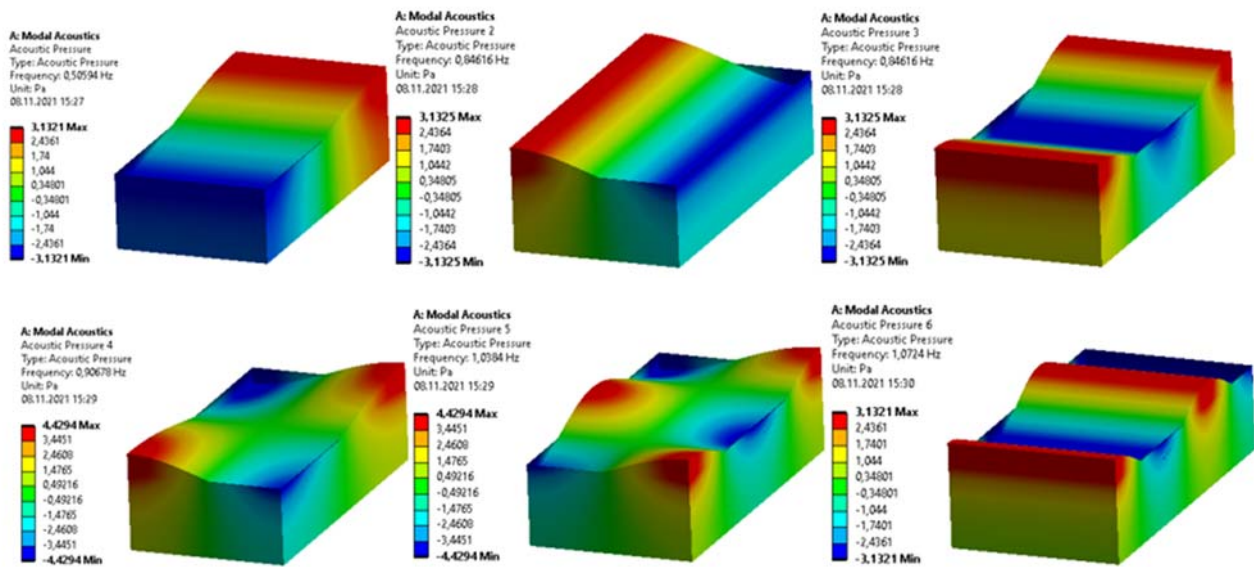 A: Modal Acoustics
Acoustic Pressure
Type: Acoustic Pressure
Frequency: 0,50594 Hz
Unit: Pa
08.11.2021 15:27
3,1321 Max
2,4361
1,74
1,044
0,34801
-0,34801
-1,044
-1,74
-2,4361
-3,1321 Min
A: Modal Acoustics
Acoustic Pressure 2
Type: Acoustic Pressure
Frequency: 0,84616 Hz
Unit: Pa
08.11.2021 15:28
3,1325 Max
2,4364
1,7403
1,0442
0,34805
-0,34805
-1,0442
-1,7403
-2,4364
-3,1325 Min
A: Modal Acoustics
Acoustic Pressure 3
Type: Acoustic Pressure
Frequency: 0,84616 Hz
Unit: Pa
08.11.2021 15:28
3,1325 Max
2,4364
1,7403
1,0442
0,34805
-0,34805
-1,0442
-1,7403
-2,4364
-3,1325 Min
A: Modal Acoustics
Acoustic Pressure 4
Type: Acoustic Pressure
Frequency: 0,90678 Hz
Unit: Pa
08.11.2021 15:29
4,4294 Max
3,4451
2,4608
1,4765
0,49216
-0,49216
-1,4765
-2,4608
-3,4451
-4,4294 Min
A: Modal Acoustics
Acoustic Pressure 5
Type: Acoustic Pressure
Frequency: 1,0384 Hz
Unit: Pa
08.11.2021 15:29
4,4294 Max
3,4451
2,4608
1,4765
0,49216
-0,49216
-1,4765
-2,4608
-3,4451
-4,4294 Min
A: Modal Acoustics
Acoustic Pressure 6
Type: Acoustic Pressure
Frequency: 1,0724 Hz
Unit: Pa
08.11.2021 15:30
3,1321 Max
2,4361
1,7401
1,044
0,34801
-0,34801
-1,044
-1,7401
-2,4361
-3,1321 Min